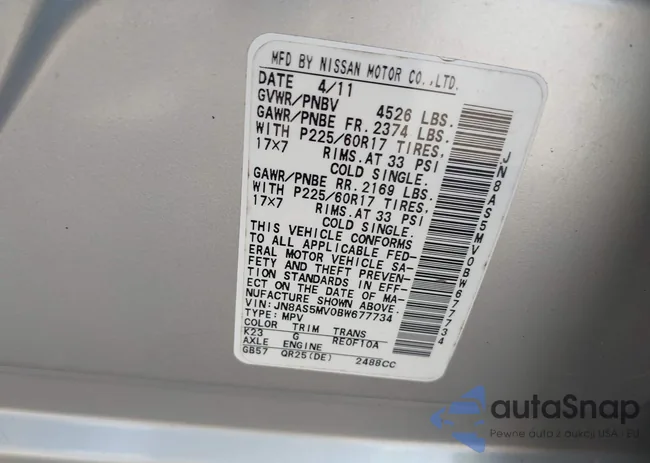 MFD BY NISSAN MOTOR CO.,LTD.
DATE 4/11
GVWR/PNBV 4526 LBS.
GAWR/PNBE FR. 2374 LBS.
WITH P225/60R17 TIRES,
17x7 RIMS.AT 33 PSI
COLD SINGLE.
GAWR/PNBE RR. 2169 LBS.
WITH P225/60R17 TIRES,
17x7 RIMS.AT 33 PSI
COLD SINGLE.
THIS VEHICLE CONFORMS
TO ALL APPLICABLE FED-
ERAL MOTOR VEHICLE SA-
FETY AND THEFT PREVEN-
TION STANDARDS IN EFF-
ECT ON THE DATE OF MA-
NUFACTURE SHOWN ABOVE.
VIN: JN8AS5MV0BW677734
TYPE: MPV
COLOR TRIM TRANS
K23 G RE0F10A
AXLE ENGINE
GB57 QR25(DE) 2488CC
JN8AS5MV0BW677734
autoSnap
Pewne auta z aukcji USA i EU